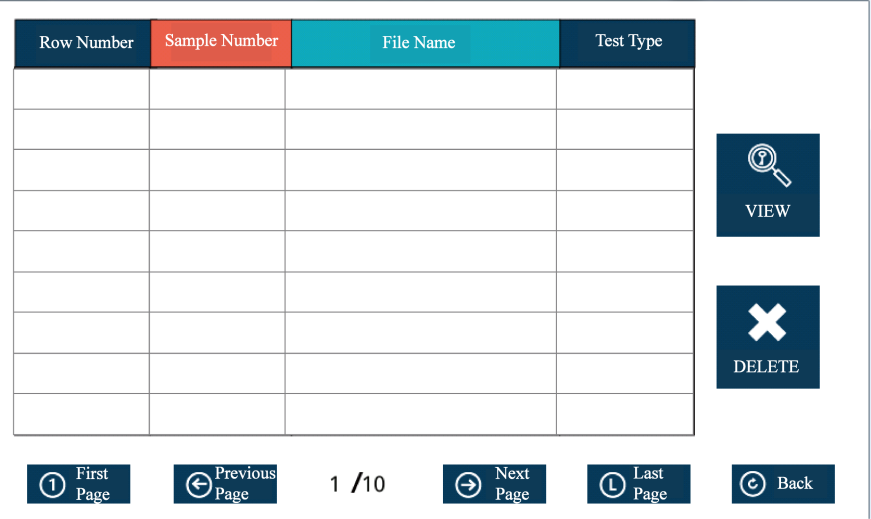 Row Number Sample Number File Name Test Type
VIEW
DELETE
1 First
Page
Previous
Page
1 /10
Next
Page
L Last
Page
Back